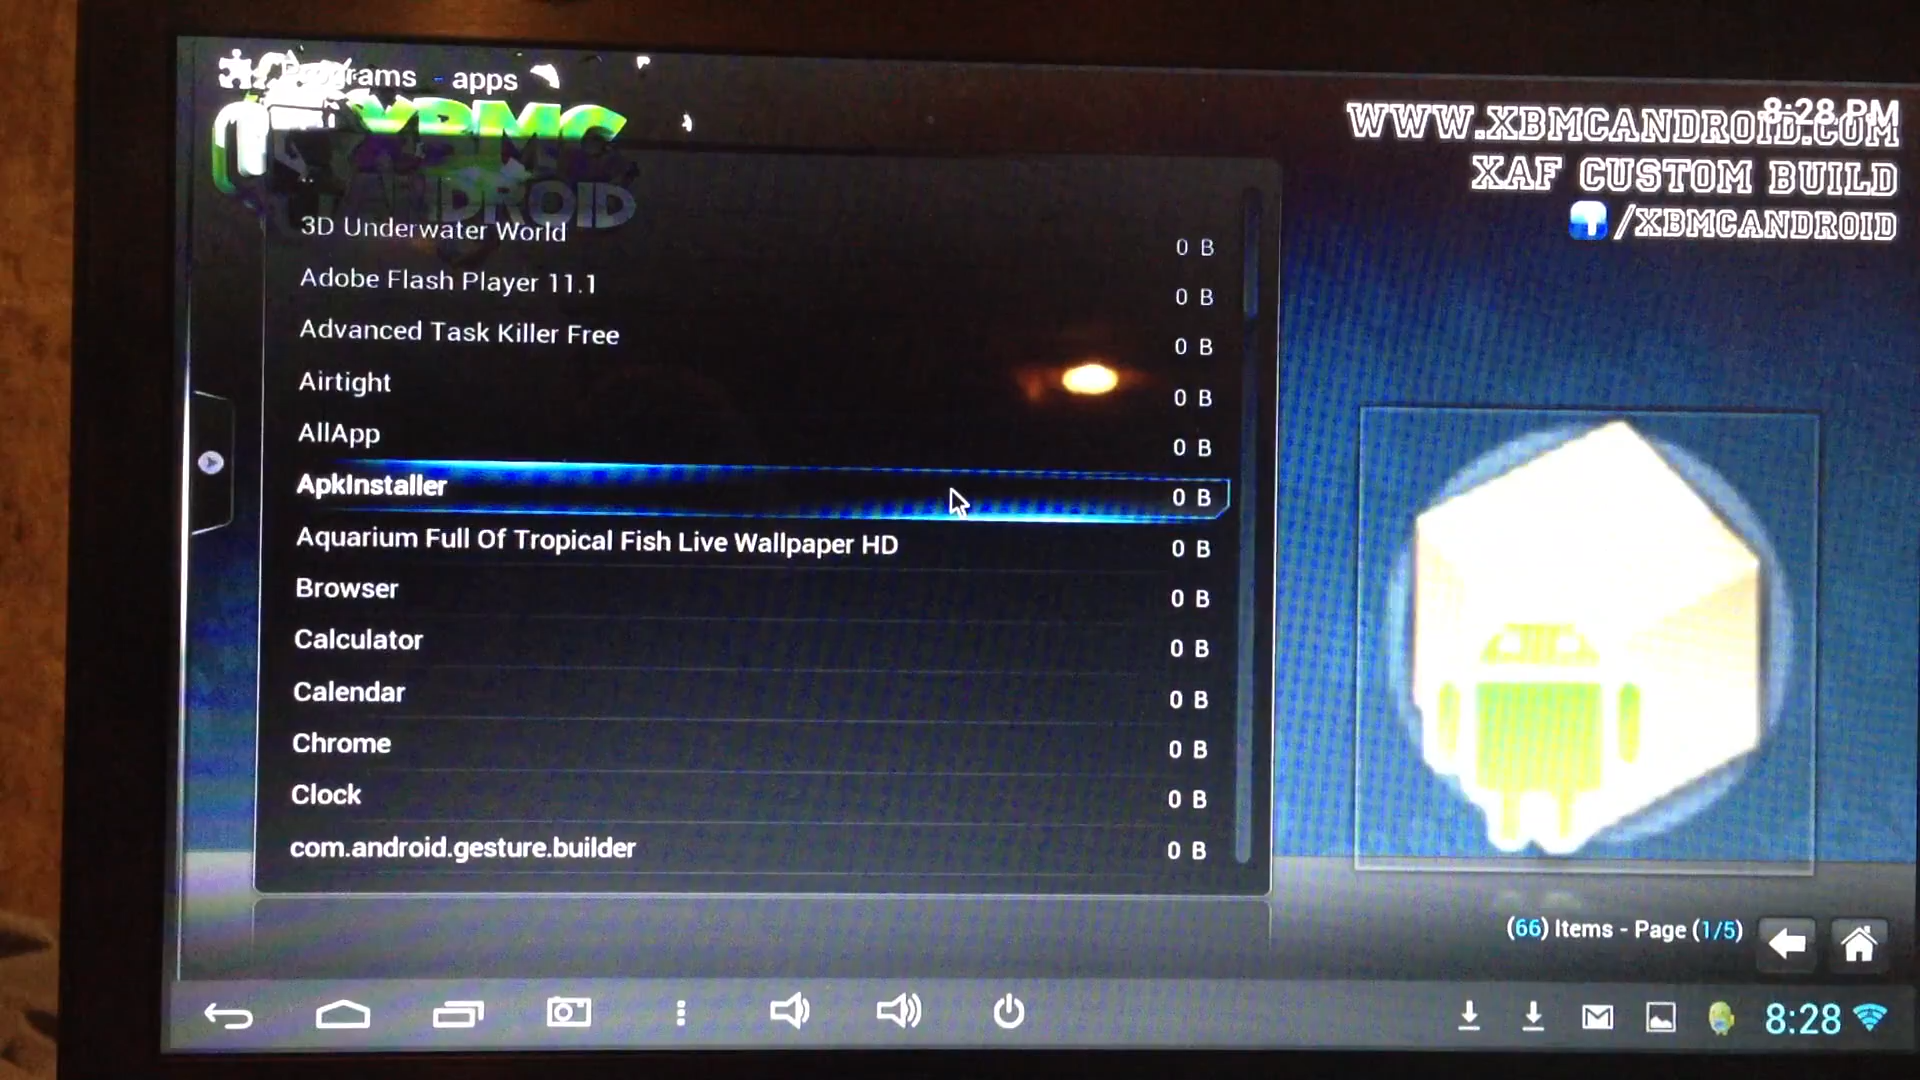 Programs - apps
8:28 PM
XBMC
ANDROID
WWW.XBMCANDROID.COM
XAF CUSTOM BUILD
/XBMCANDROID
3D Underwater World 0 B
Adobe Flash Player 11.1 0 B
Advanced Task Killer Free 0 B
Airtight 0 B
AllApp 0 B
ApkInstaller 0 B
Aquarium Full Of Tropical Fish Live Wallpaper HD 0 B
Browser 0 B
Calculator 0 B
Calendar 0 B
Chrome 0 B
Clock 0 B
com.android.gesture.builder 0 B
(66) Items - Page (1/5)
8:28